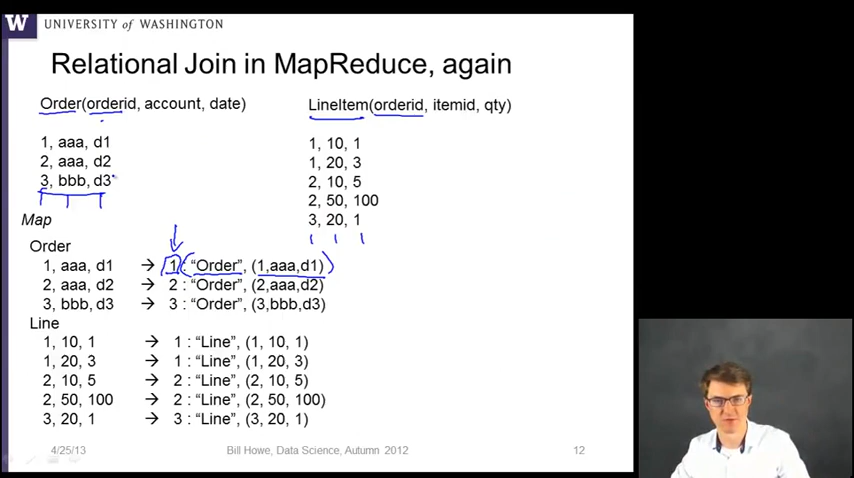 W UNIVERSITY of WASHINGTON
Relational Join in MapReduce, again
Order(orderid, account, date)
1, aaa, d1
2, aaa, d2
3, bbb, d3
LineItem(orderid, itemid, qty)
1, 10, 1
1, 20, 3
2, 10, 5
2, 50, 100
3, 20, 1
Map
Order
1, aaa, d1 → 1 : “Order”, (1,aaa,d1)
2, aaa, d2 → 2 : “Order”, (2,aaa,d2)
3, bbb, d3 → 3 : “Order”, (3,bbb,d3)
Line
1, 10, 1 → 1 : “Line”, (1, 10, 1)
1, 20, 3 → 1 : “Line”, (1, 20, 3)
2, 10, 5 → 2 : “Line”, (2, 10, 5)
2, 50, 100 → 2 : “Line”, (2, 50, 100)
3, 20, 1 → 3 : “Line”, (3, 20, 1)
4/25/13 Bill Howe, Data Science, Autumn 2012 12